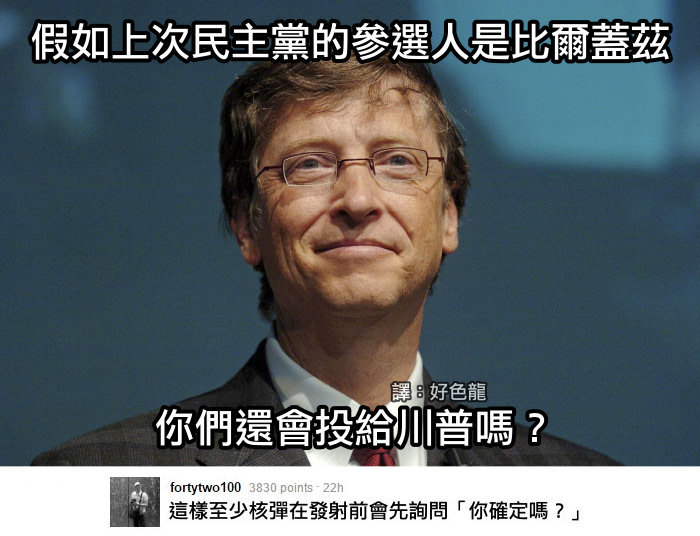 假如上次民主黨的參選人是比爾蓋茲
譯：好色龍
你們還會投給川普嗎？
fortytwo100 3830 points · 22h
這樣至少核彈在發射前會先詢問「你確定嗎？」